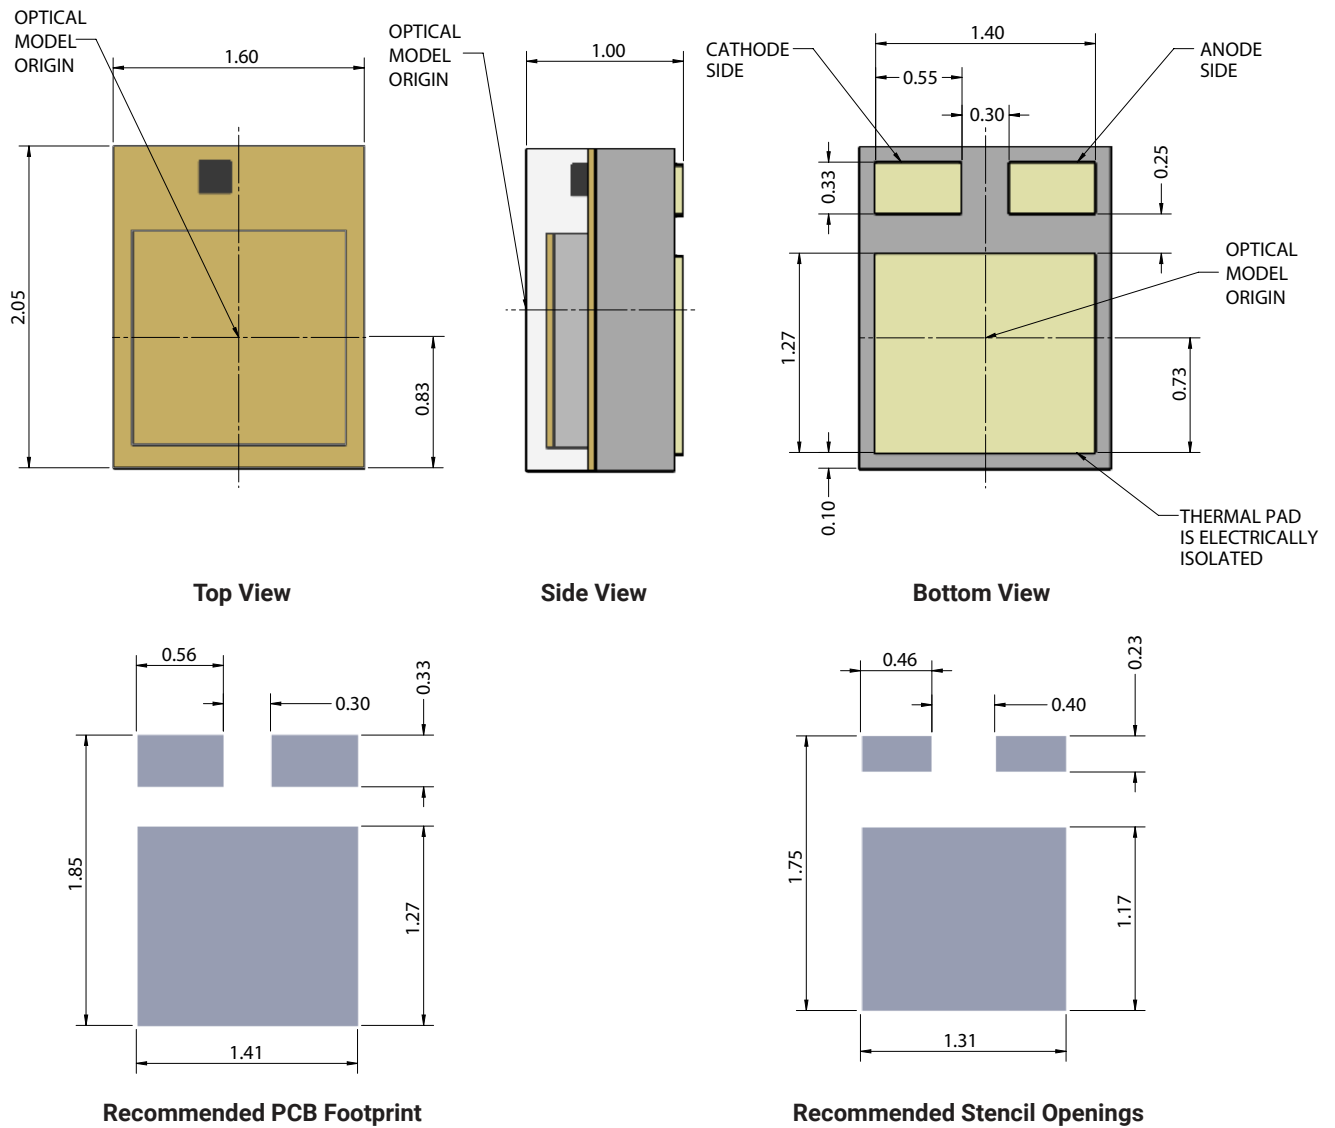 OPTICAL
MODEL
ORIGIN
1.60
2.05
0.83
Top View
OPTICAL
MODEL
ORIGIN
1.00
Side View
CATHODE
SIDE
1.40
ANODE
SIDE
0.55
0.30
0.33
0.25
OPTICAL
MODEL
ORIGIN
1.27
0.73
0.10
THERMAL PAD
IS ELECTRICALLY
ISOLATED
Bottom View
0.56
0.33
0.30
1.85
1.27
1.41
Recommended PCB Footprint
0.46
0.23
0.40
1.75
1.17
1.31
Recommended Stencil Openings